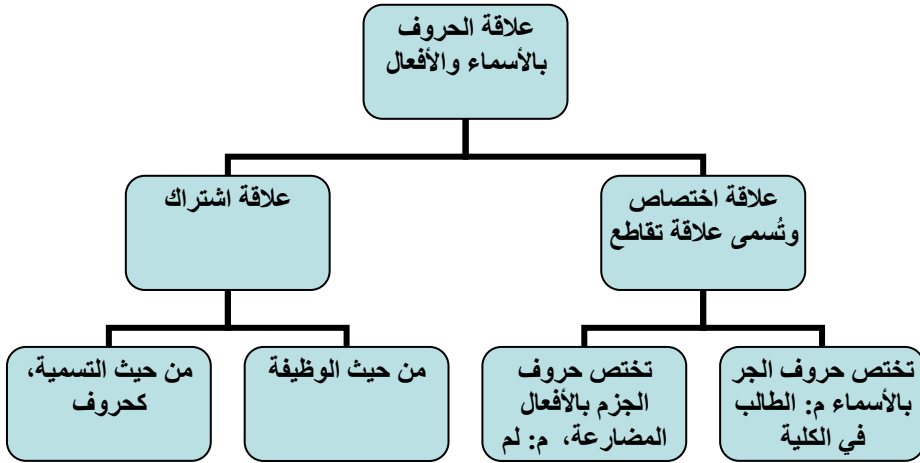 علاقة الحروف
بالأسماء والأفعال
علاقة اختصاص
وتُسمى علاقة تقاطع
علاقة اشتراك
تختص حروف الجر
بالأسماء م: الطالب
في الكلية
تختص حروف
الجزم بالأفعال
المضارعة، م: لم
من حيث الوظيفة
من حيث التسمية،
كحروف